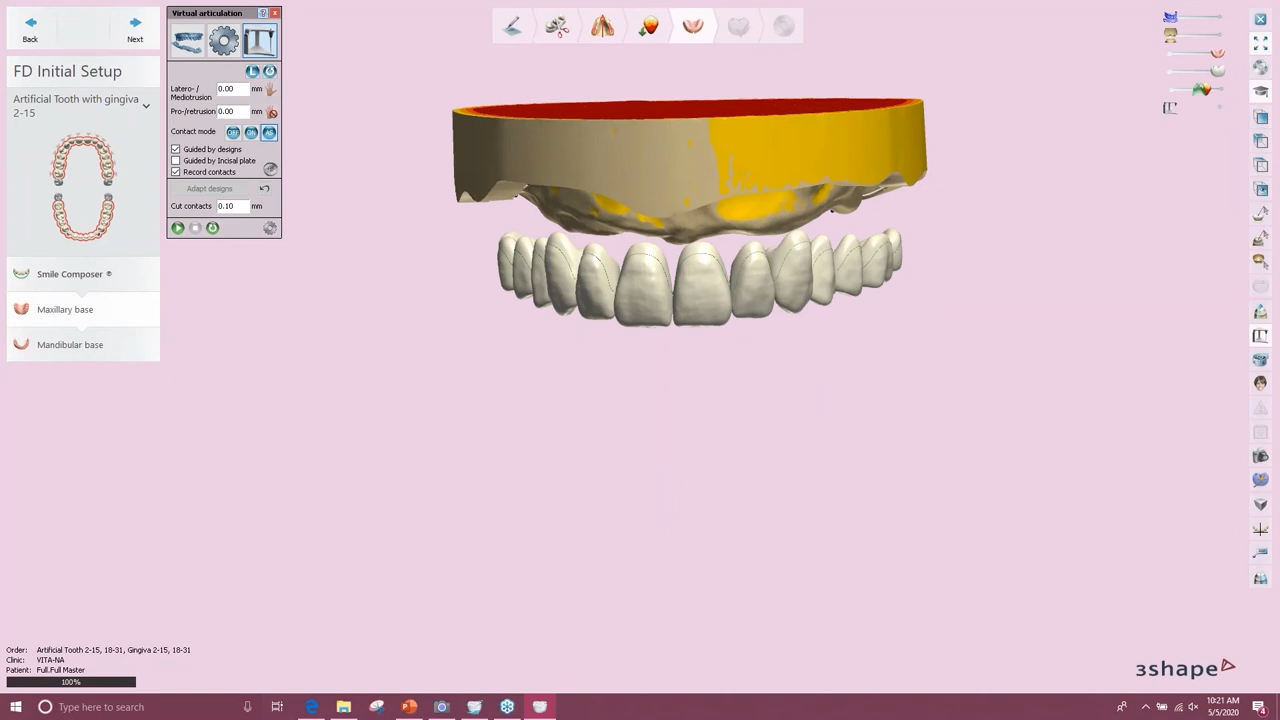 Back
Next
FD Initial Setup
Artificial Tooth with gingiva
2-15
Smile Composer ®
Maxillary base
Mandibular base
Virtual articulation
Latero- / 0.00 mm
Mediotrusion
Pro-/retrusion 0.00 mm
Contact mode OFF ON AS
Guided by designs
Guided by Incisal plate
Record contacts
Adapt designs
Cut contacts 0.10 mm
Order: Artificial Tooth 2-15, 18-31, Gingiva 2-15, 18-31
Clinic: VITA-NA
Patient: Full.Full Master
100%
3shape
Type here to search
10:21 AM
5/5/2020
4